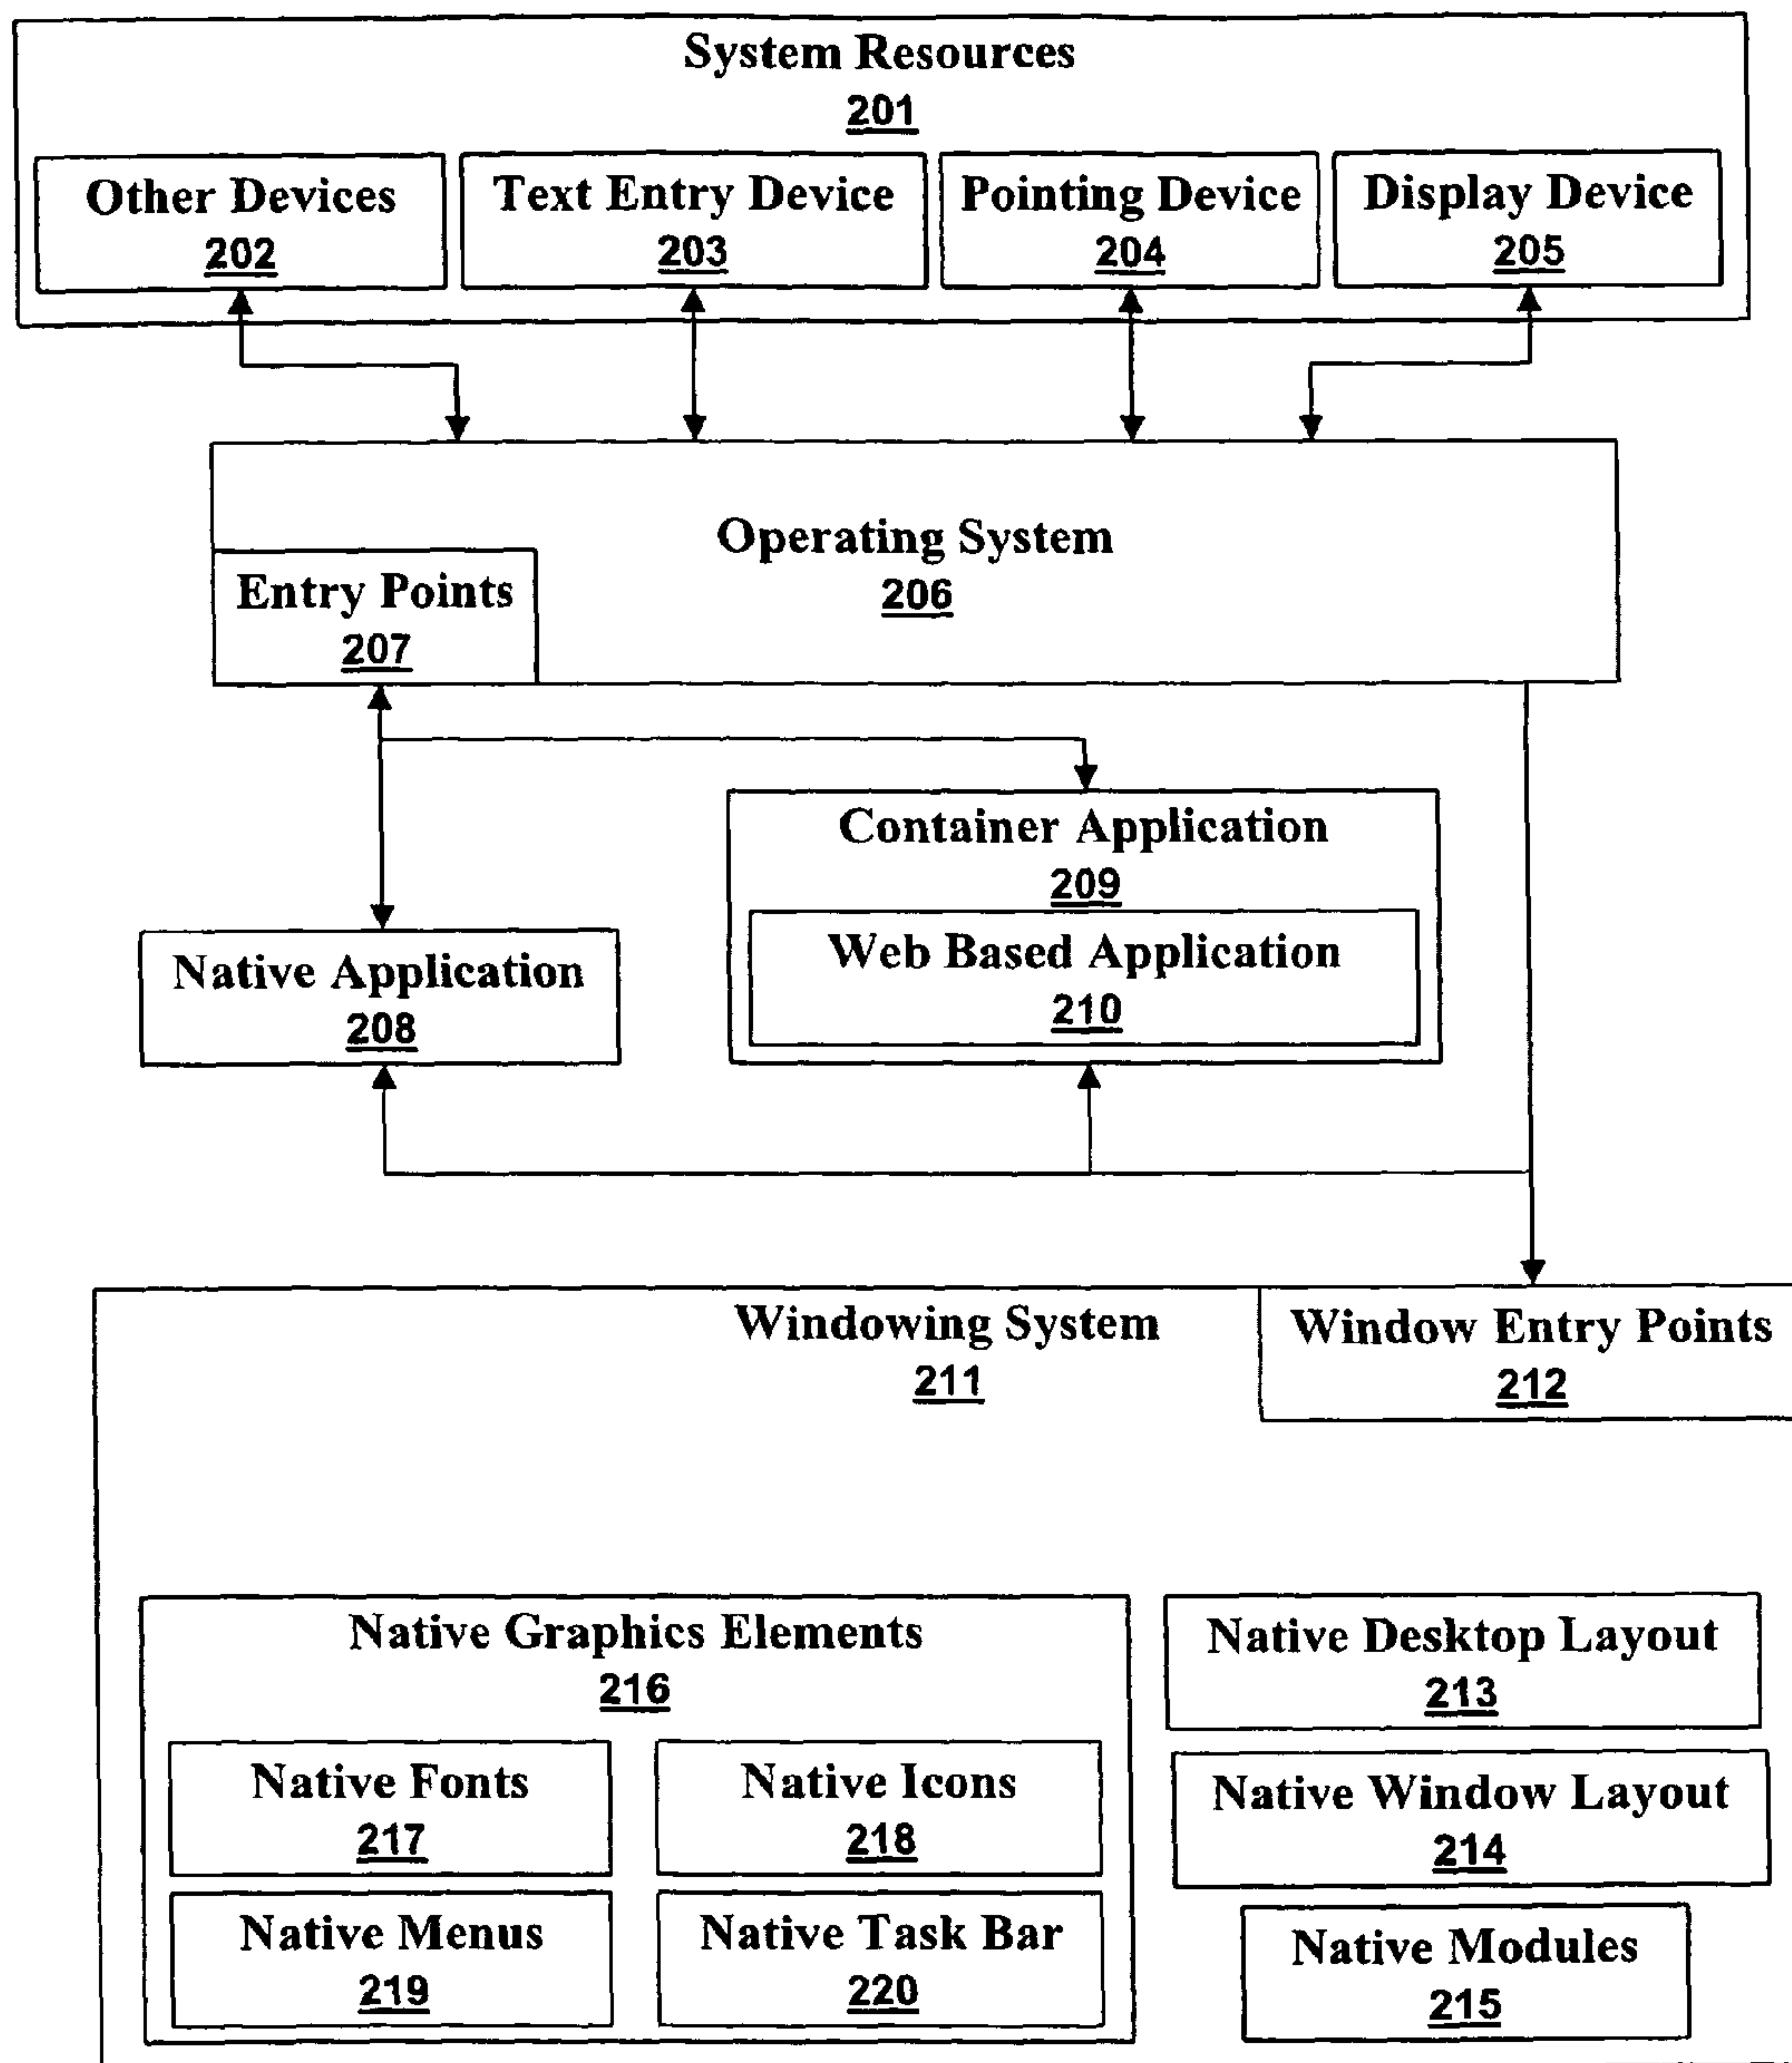 System Resources
201
Other Devices
202
Text Entry Device
203
Pointing Device
204
Display Device
205
Operating System
206
Entry Points
207
Container Application
209
Web Based Application
210
Native Application
208
Windowing System
211
Window Entry Points
212
Native Graphics Elements
216
Native Fonts
217
Native Icons
218
Native Menus
219
Native Task Bar
220
Native Desktop Layout
213
Native Window Layout
214
Native Modules
215